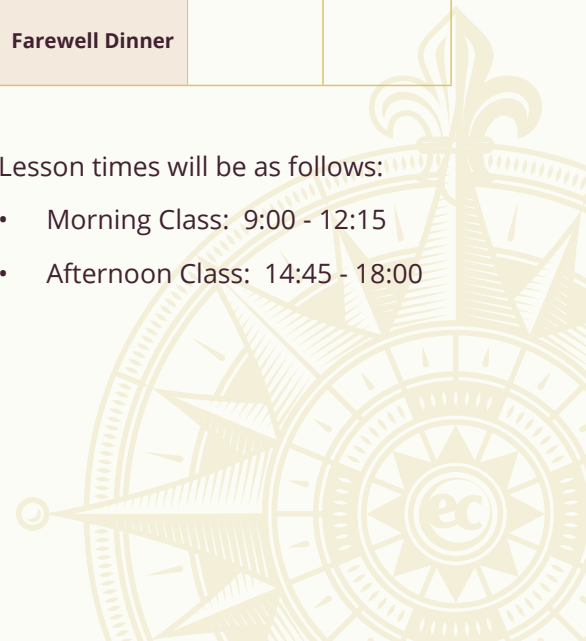 Farewell Dinner
Lesson times will be as follows:
• Morning Class: 9:00 - 12:15
• Afternoon Class: 14:45 - 18:00
ec